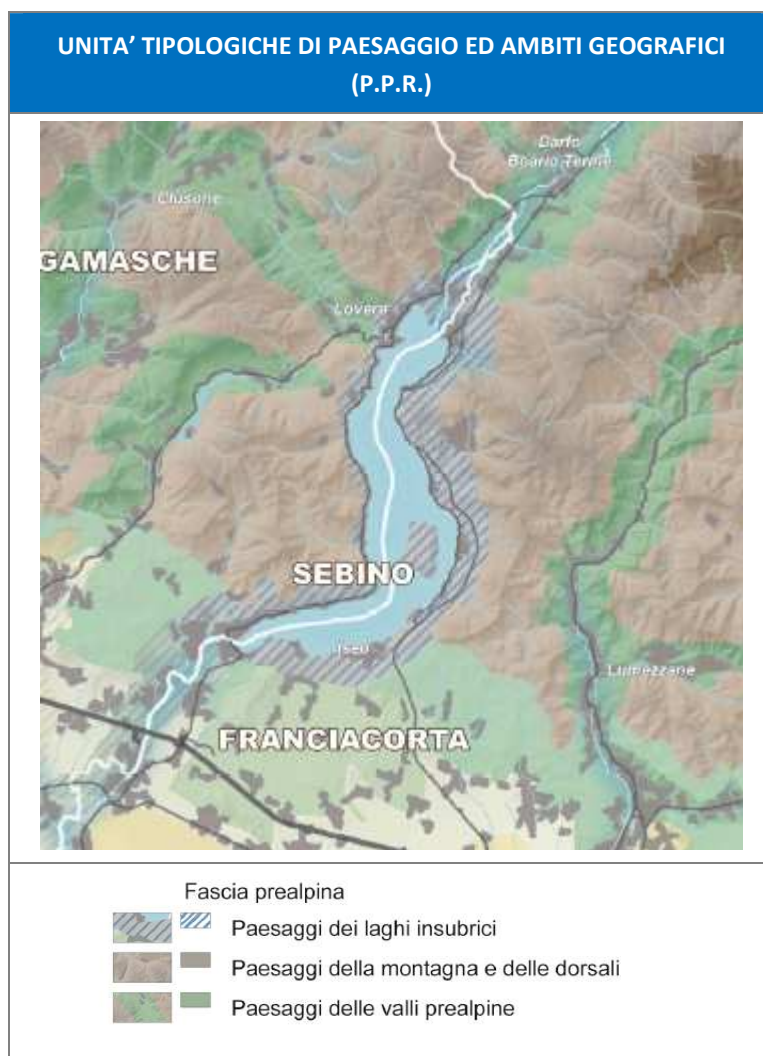 UNITA’ TIPOLOGICHE DI PAESAGGIO ED AMBITI GEOGRAFICI
(P.P.R.)
Darfo
Boario Terme
Clusone
GAMASCHE
Lovere
SEBINO
Iseo
Lumezzane
FRANCIACORTA
Fascia prealpina
Paesaggi dei laghi insubrici
Paesaggi della montagna e delle dorsali
Paesaggi delle valli prealpine